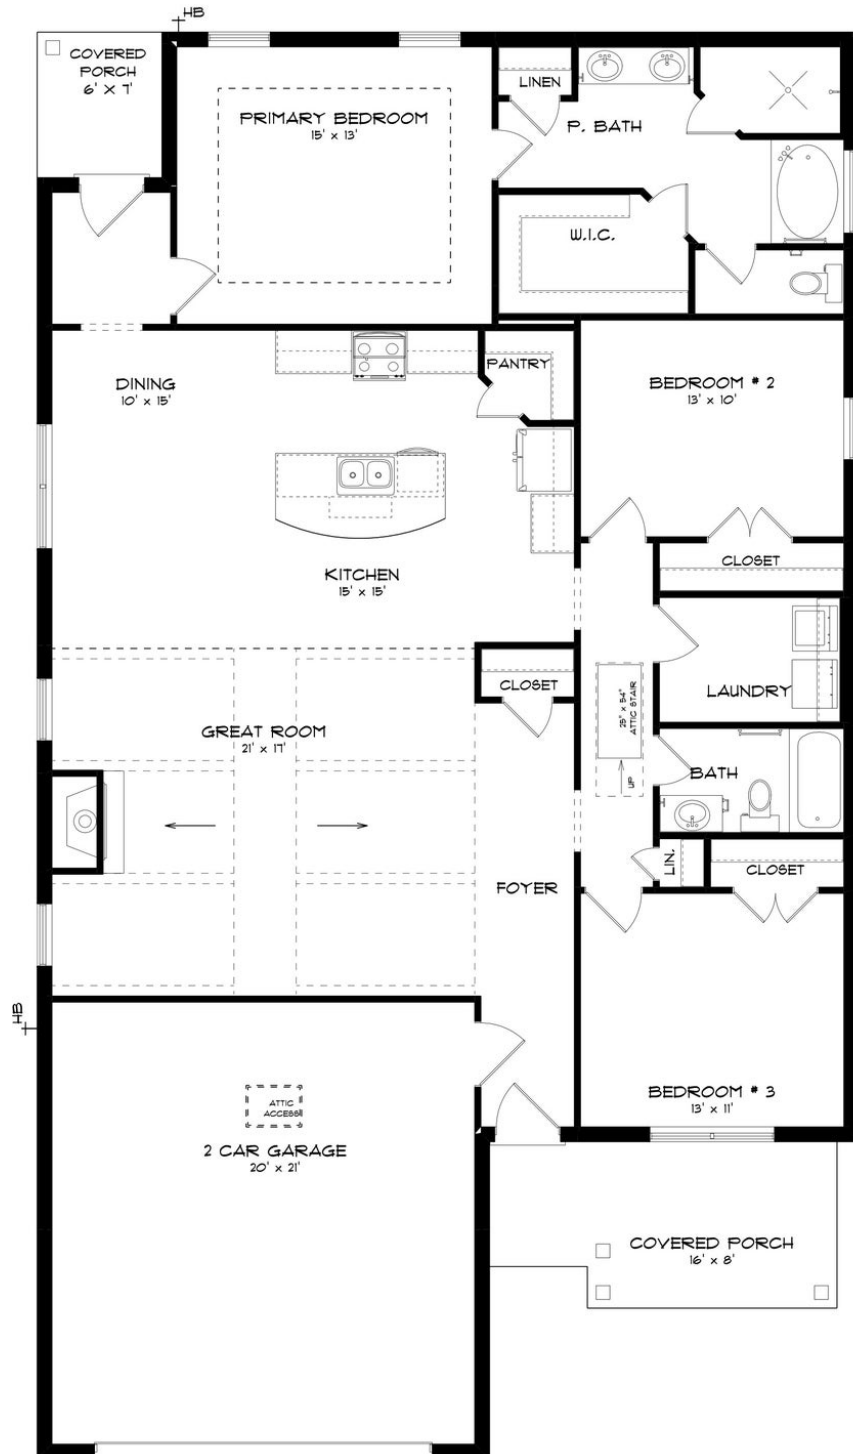 HB
COVERED
PORCH
6' X 7'
PRIMARY BEDROOM
15' x 13'
LINEN
P. BATH
W.I.C.
DINING
10' x 15'
PANTRY
BEDROOM # 2
13' x 10'
KITCHEN
15' x 15'
CLOSET
CLOSET
LAUNDRY
25" x 54"
ATTIC STAIR
UP
GREAT ROOM
21' x 17'
BATH
LIN.
CLOSET
FOYER
HB
ATTIC
ACCESS
2 CAR GARAGE
20' x 21'
BEDROOM # 3
13' x 11'
COVERED PORCH
16' x 8'